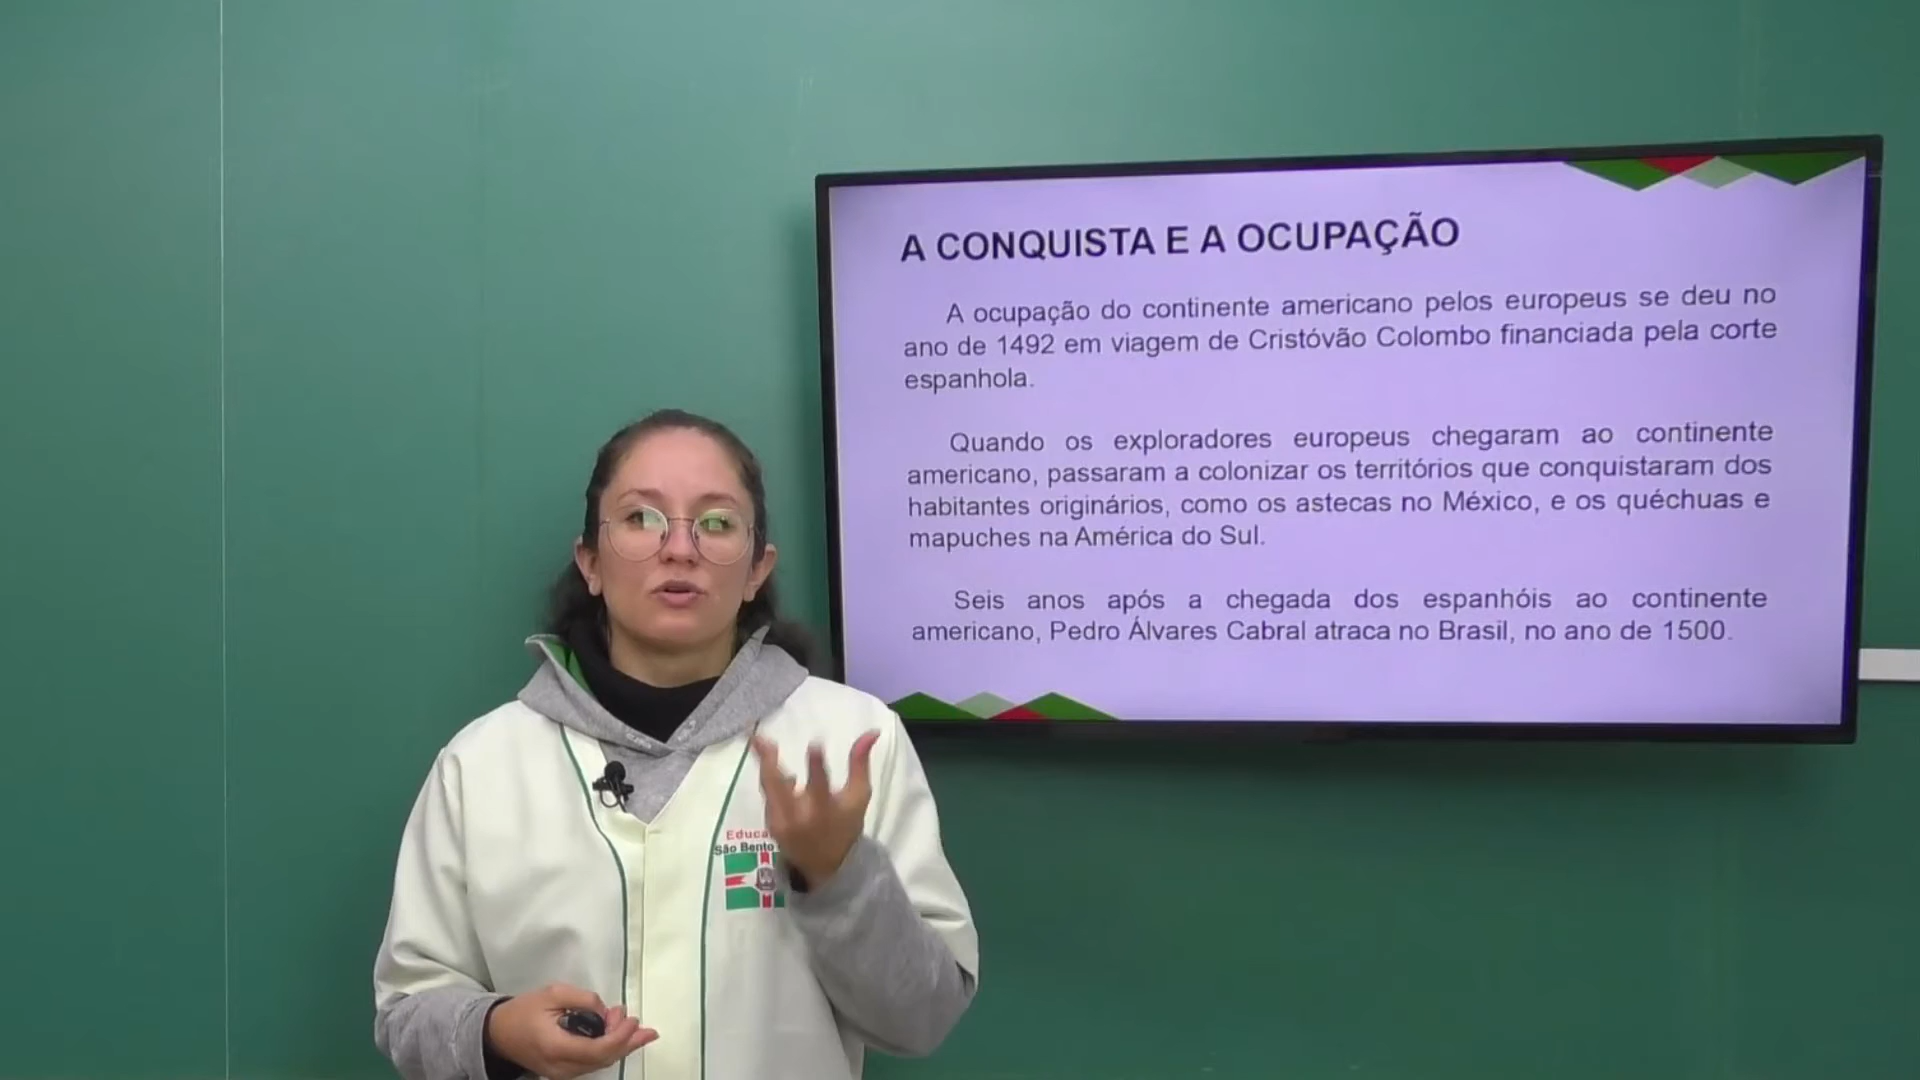 A CONQUISTA E A OCUPAÇÃO
A ocupação do continente americano pelos europeus se deu no
ano de 1492 em viagem de Cristóvão Colombo financiada pela corte
espanhola.
Quando os exploradores europeus chegaram ao continente
americano, passaram a colonizar os territórios que conquistaram dos
habitantes originários, como os astecas no México, e os quéchuas e
mapuches na América do Sul.
Seis anos após a chegada dos espanhóis ao continente
americano, Pedro Álvares Cabral atraca no Brasil, no ano de 1500.
São Bento